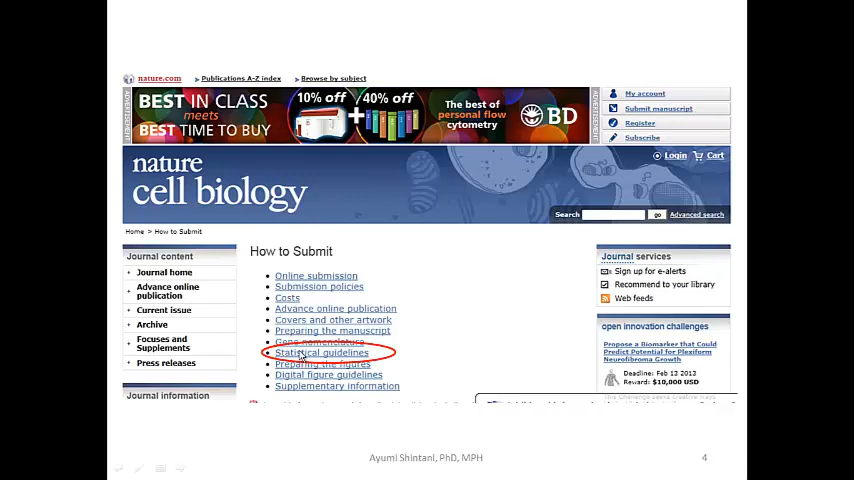 nature.com
Publications A-Z index
Browse by subject
ADVERTISEMENT
BEST IN CLASS
meets
BEST TIME TO BUY
10% off
+
40% off
The best of
personal flow
cytometry
BD
ADVERTISEMENT
My account
Submit manuscript
Register
Subscribe
nature
cell biology
Login
Cart
Search
go
Advanced search
Home > How to Submit
Journal content
Journal home
Advance online
publication
Current issue
Archive
Focuses and
Supplements
Press releases
Journal information
How to Submit
Online submission
Submission policies
Costs
Advance online publication
Covers and other artwork
Preparing the manuscript
Gene nomenclature
Statistical guidelines
Preparing the figures
Digital figure guidelines
Supplementary information
Journal services
Sign up for e-alerts
Recommend to your library
Web feeds
open innovation challenges
Propose a Biomarker that Could
Predict Potential for Plexiform
Neurofibroma Growth
Deadline: Feb 13 2013
Reward: $10,000 USD
Ayumi Shintani, PhD, MPH
4